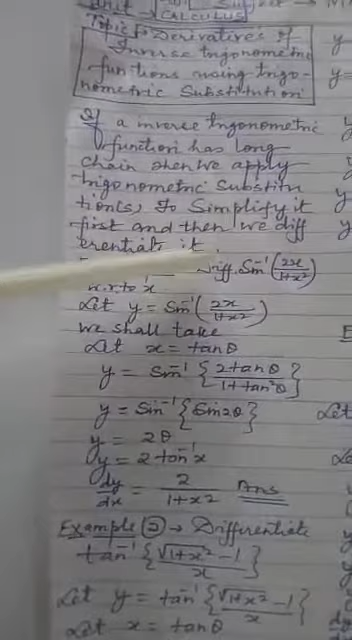 Unit → Subject →
CALCULUS
Topic → Derivatives of
Inverse trigonometric
functions using trigo-
nometric Substitution
If a inverse trigonometric
function has long
chain then we apply
trigonometric Substitu
tion(s) to Simplify it
first and then we diff
erentiate it.
Diff. Sin⁻¹(2x/1+x²)
w.r.to x
Let y = Sin⁻¹(2x/1+x²)
we shall take
Let x = tanθ
y = Sin⁻¹{2tanθ/1+tan²θ}
y = Sin⁻¹{Sin2θ}
y = 2θ
y = 2tan⁻¹x
dy/dx = 2/1+x² Ans
Example ② → Differentiate
tan⁻¹{√1+x² -1/x}
Let y = tan⁻¹{√1+x² -1/x}
Let x = tanθ